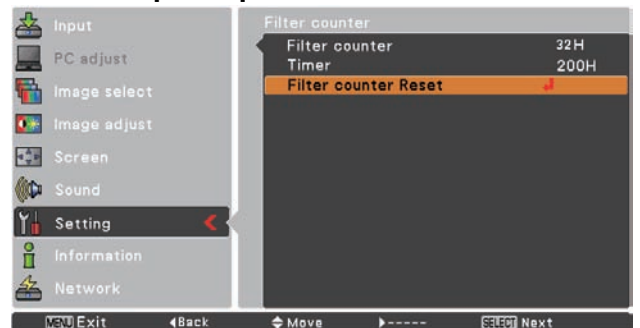 Input
PC adjust
Image select
Image adjust
Screen
Sound
Setting
Information
Network
Filter counter
Filter counter 32H
Timer 200H
Filter counter Reset
MENU Exit Back Move ----- SELECT Next